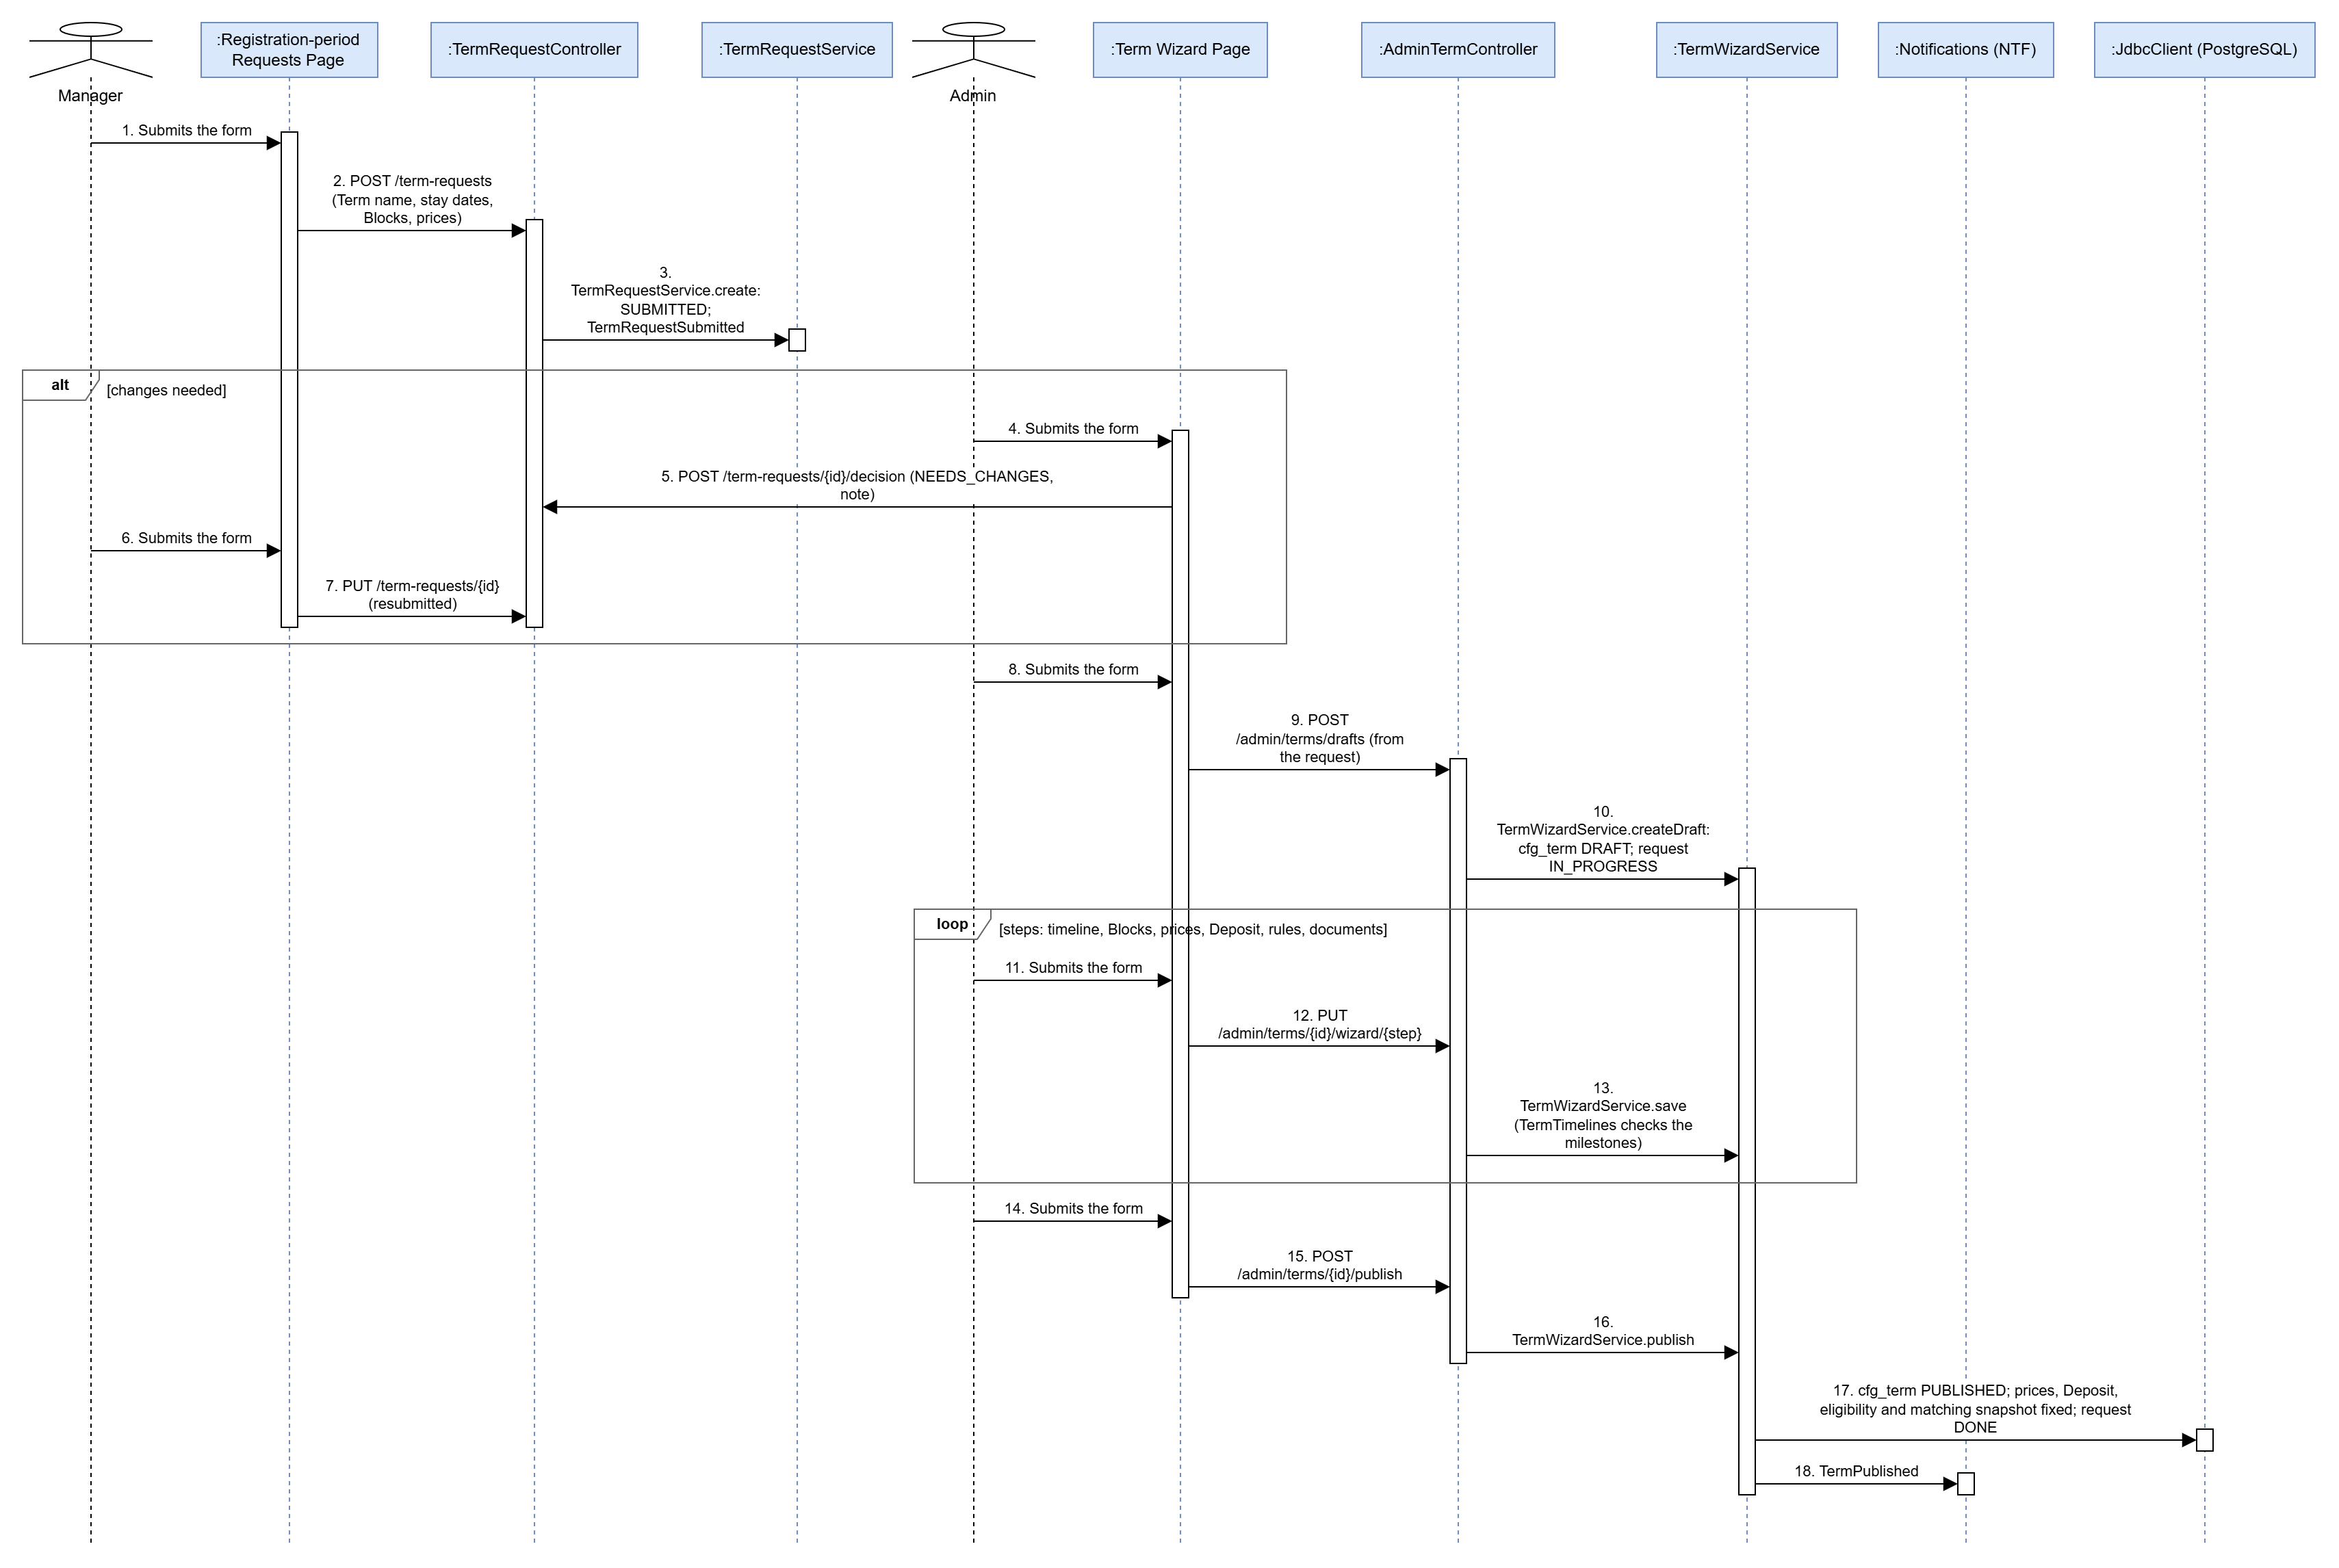 :Registration-period
Requests Page
:TermRequestController
:TermRequestService
:Term Wizard Page
:AdminTermController
:TermWizardService
:Notifications (NTF)
:JdbcClient (PostgreSQL)
Manager
Admin
1. Submits the form
2. POST /term-requests
(Term name, stay dates,
Blocks, prices)
3.
TermRequestService.create:
SUBMITTED;
TermRequestSubmitted
alt
[changes needed]
4. Submits the form
5. POST /term-requests/{id}/decision (NEEDS_CHANGES,
note)
6. Submits the form
7. PUT /term-requests/{id}
(resubmitted)
8. Submits the form
9. POST
/admin/terms/drafts (from
the request)
10.
TermWizardService.createDraft:
cfg_term DRAFT; request
IN_PROGRESS
loop
[steps: timeline, Blocks, prices, Deposit, rules, documents]
11. Submits the form
12. PUT
/admin/terms/{id}/wizard/{step}
13.
TermWizardService.save
(TermTimelines checks the
milestones)
14. Submits the form
15. POST
/admin/terms/{id}/publish
16.
TermWizardService.publish
17. cfg_term PUBLISHED; prices, Deposit,
eligibility and matching snapshot fixed; request
DONE
18. TermPublished